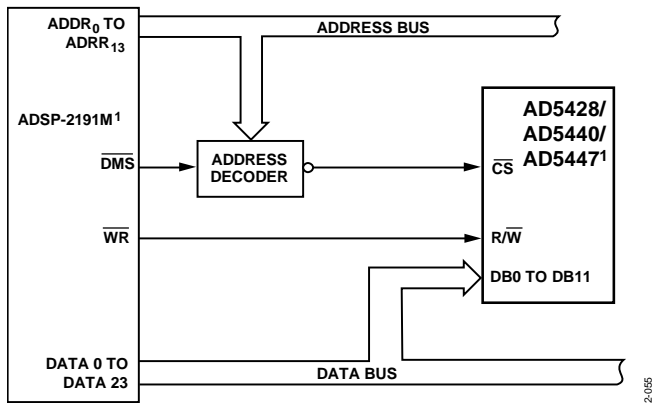 ADDR0 TO
ADRR13
ADDRESS BUS
ADSP-2191M1
AD5428/
AD5440/
AD54471
DMS
ADDRESS
DECODER
CS
WR
R/W
DB0 TO DB11
DATA 0 TO
DATA 23
DATA BUS
2-055